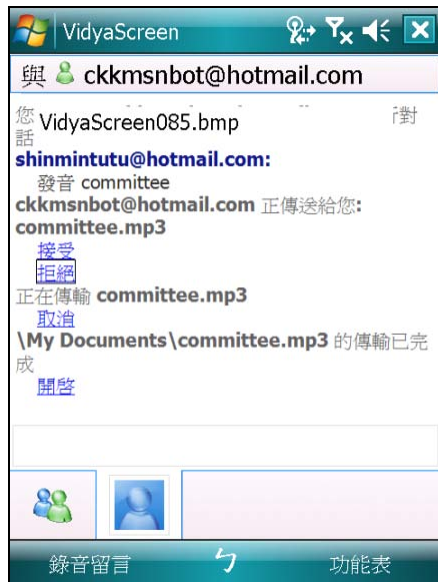 VidyaScreen
與 ckkmsnbot@hotmail.com
您 VidyaScreen085.bmp 對
話
shinmintutu@hotmail.com:
發音 committee
ckkmsnbot@hotmail.com 正傳送給您:
committee.mp3
接受
拒絕
正在傳輸 committee.mp3
取消
\My Documents\committee.mp3 的傳輸已完
成
開啓
錄音留言 ㄅ 功能表